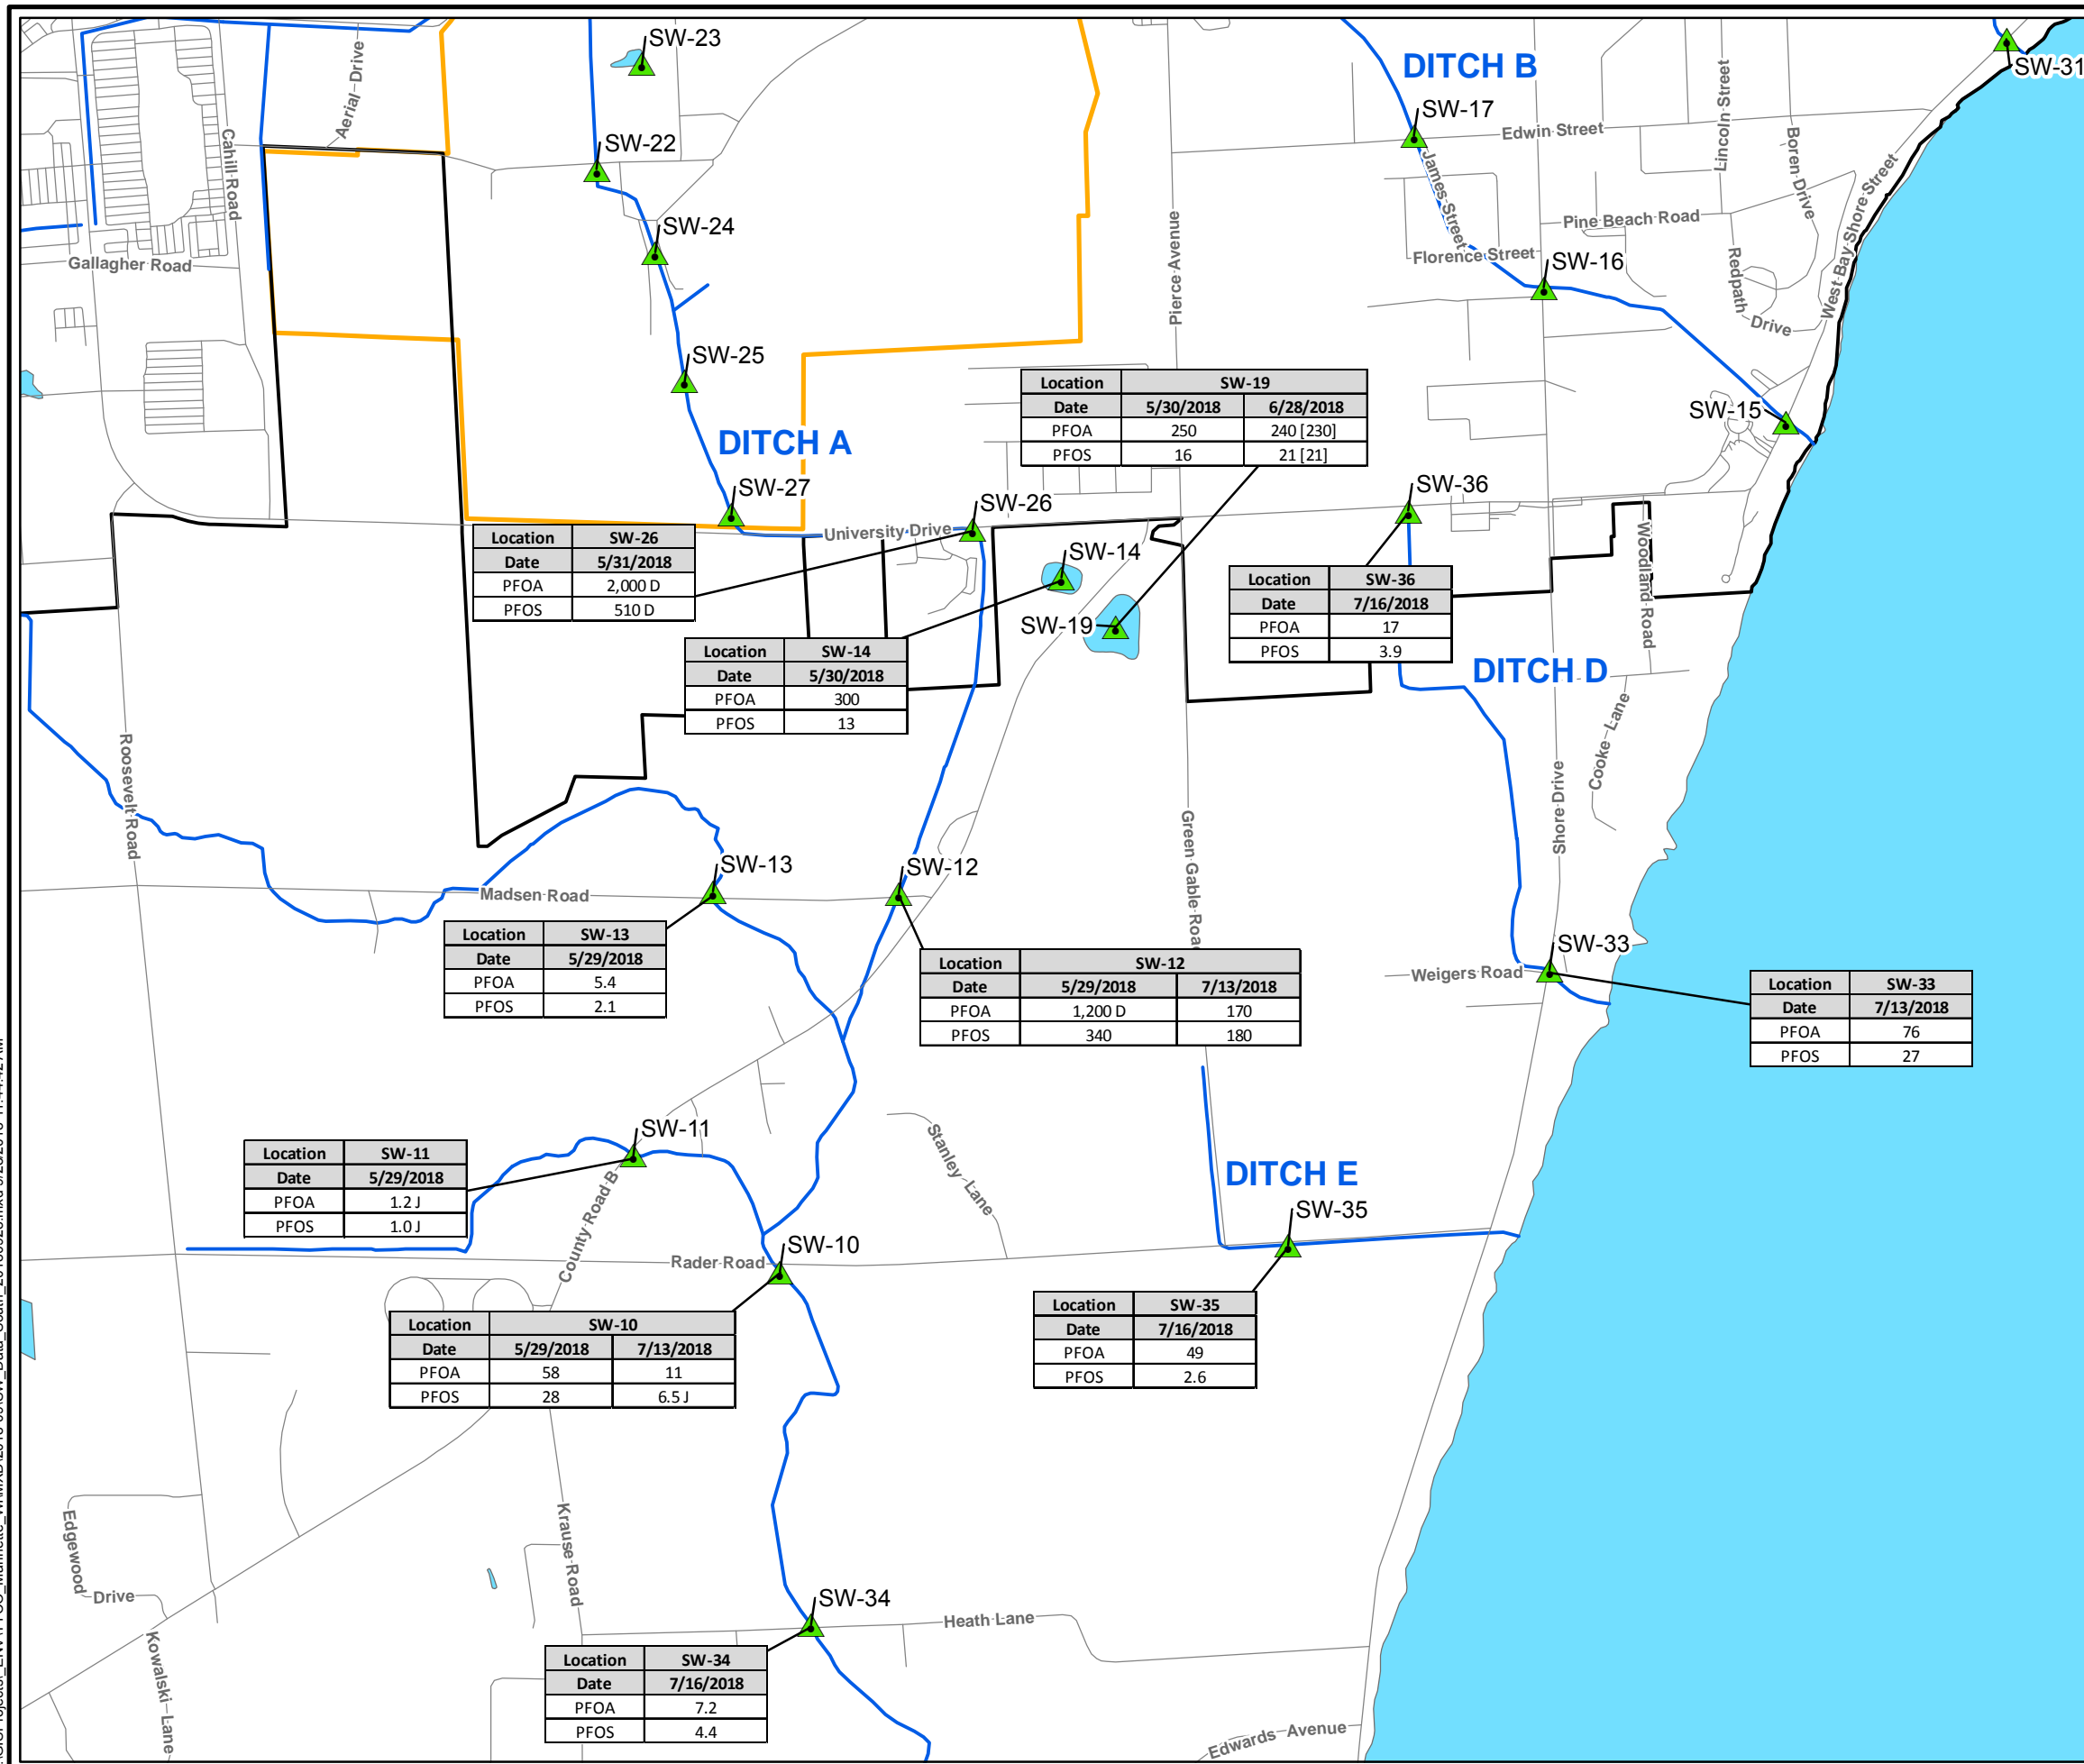 SW-23
SW-31
DITCH B
SW-17
Aerial Drive
Cahill Road
Edwin Street
Lincoln Street
Boren Drive
SW-22
James Street
West Bay Shore Street
Pine Beach Road
SW-24
Gallagher Road
Pierce Avenue
Florence Street
SW-16
Redpath
Drive
SW-25
Location SW-19
Date 5/30/2018 6/28/2018
PFOA 250 240 [230]
PFOS 16 21 [21]
SW-15
DITCH A
SW-27
SW-26
SW-36
University Drive
Location SW-26
Date 5/31/2018
PFOA 2,000 D
PFOS 510 D
SW-14
Woodland Road
Location SW-36
Date 7/16/2018
PFOA 17
PFOS 3.9
SW-19
Location SW-14
Date 5/30/2018
PFOA 300
PFOS 13
DITCH D
Cooke Lane
Roosevelt Road
Shore Drive
Green Gable Road
SW-13
SW-12
Madsen Road
Location SW-13
Date 5/29/2018
PFOA 5.4
PFOS 2.1
SW-33
Weigers Road
Location SW-12
Date 5/29/2018 7/13/2018
PFOA 1,200 D 170
PFOS 340 180
Location SW-33
Date 7/13/2018
PFOA 76
PFOS 27
SW-11
Stanley Lane
Location SW-11
Date 5/29/2018
PFOA 1.2 J
PFOS 1.0 J
DITCH E
County Road B
SW-35
SW-10
Rader Road
Location SW-35
Date 7/16/2018
PFOA 49
PFOS 2.6
Location SW-10
Date 5/29/2018 7/13/2018
PFOA 58 11
PFOS 28 6.5 J
Edgewood
Drive
Krause Road
SW-34
Heath Lane
Kowalski Lane
Location SW-34
Date 7/16/2018
PFOA 7.2
PFOS 4.4
Edwards Avenue